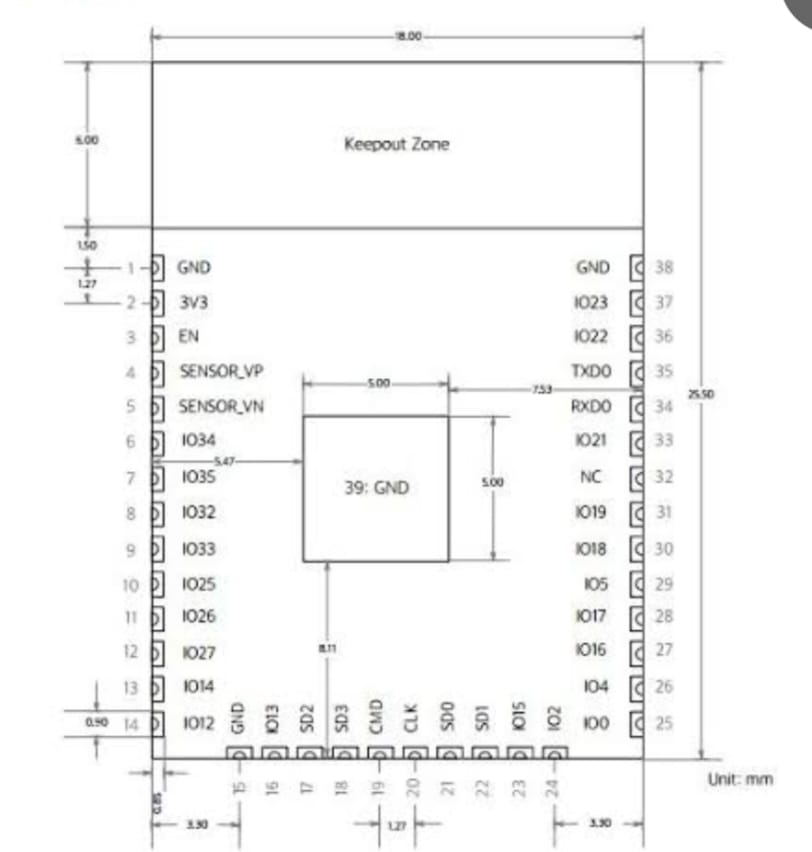 18.00
Keepout Zone
6.00
1.50
1 GND GND 38
1.27
2 3V3 IO23 37
3 EN IO22 36
4 SENSOR_VP TXD0 35
5.00
7.53
25.50
5 SENSOR_VN RXD0 34
6 IO34 IO21 33
5.47
7 IO35 NC 32
39: GND
5.00
8 IO32 IO19 31
9 IO33 IO18 30
10 IO25 IO5 29
11 IO26 IO17 28
12 IO27 IO16 27
8.11
13 IO14 IO4 26
0.90
14 IO12 IO0 25
GND IO13 SD2 SD3 CMD CLK SD0 SD1 IO15 IO2
15 16 17 18 19 20 21 22 23 24
Unit: mm
0.85
3.30
1.27
3.30